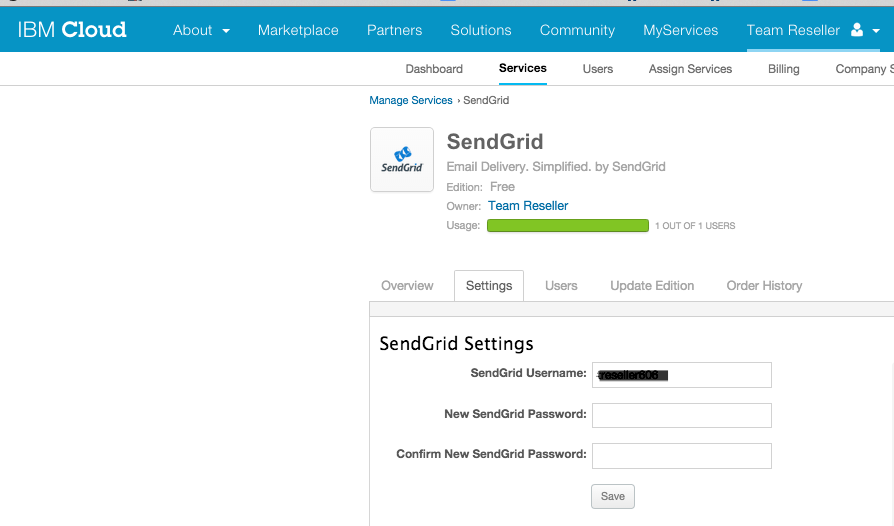 IBM Cloud About Marketplace Partners Solutions Community MyServices Team Reseller
Dashboard Services Users Assign Services Billing Company S
Manage Services › SendGrid
SendGrid
SendGrid
Email Delivery. Simplified. by SendGrid
Edition: Free
Owner: Team Reseller
Usage: 1 OUT OF 1 USERS
Overview Settings Users Update Edition Order History
SendGrid Settings
SendGrid Username:
New SendGrid Password:
Confirm New SendGrid Password:
Save